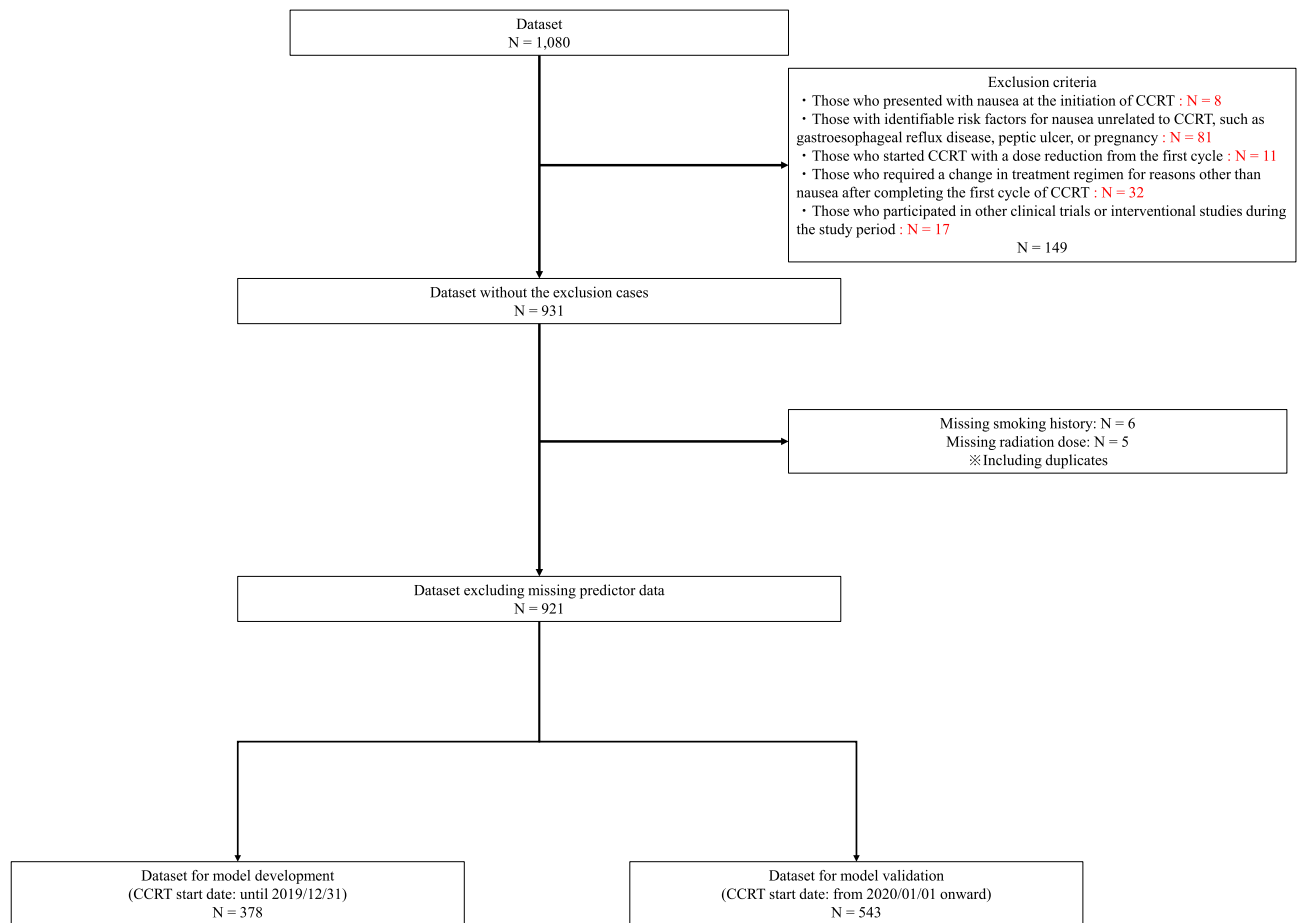 Dataset
N = 1,080
Exclusion criteria
・Those who presented with nausea at the initiation of CCRT : N = 8
・Those with identifiable risk factors for nausea unrelated to CCRT, such as
gastroesophageal reflux disease, peptic ulcer, or pregnancy : N = 81
・Those who started CCRT with a dose reduction from the first cycle : N = 11
・Those who required a change in treatment regimen for reasons other than
nausea after completing the first cycle of CCRT : N = 32
・Those who participated in other clinical trials or interventional studies during
the study period : N = 17
N = 149
Dataset without the exclusion cases
N = 931
Missing smoking history: N = 6
Missing radiation dose: N = 5
※Including duplicates
Dataset excluding missing predictor data
N = 921
Dataset for model development
(CCRT start date: until 2019/12/31)
N = 378
Dataset for model validation
(CCRT start date: from 2020/01/01 onward)
N = 543